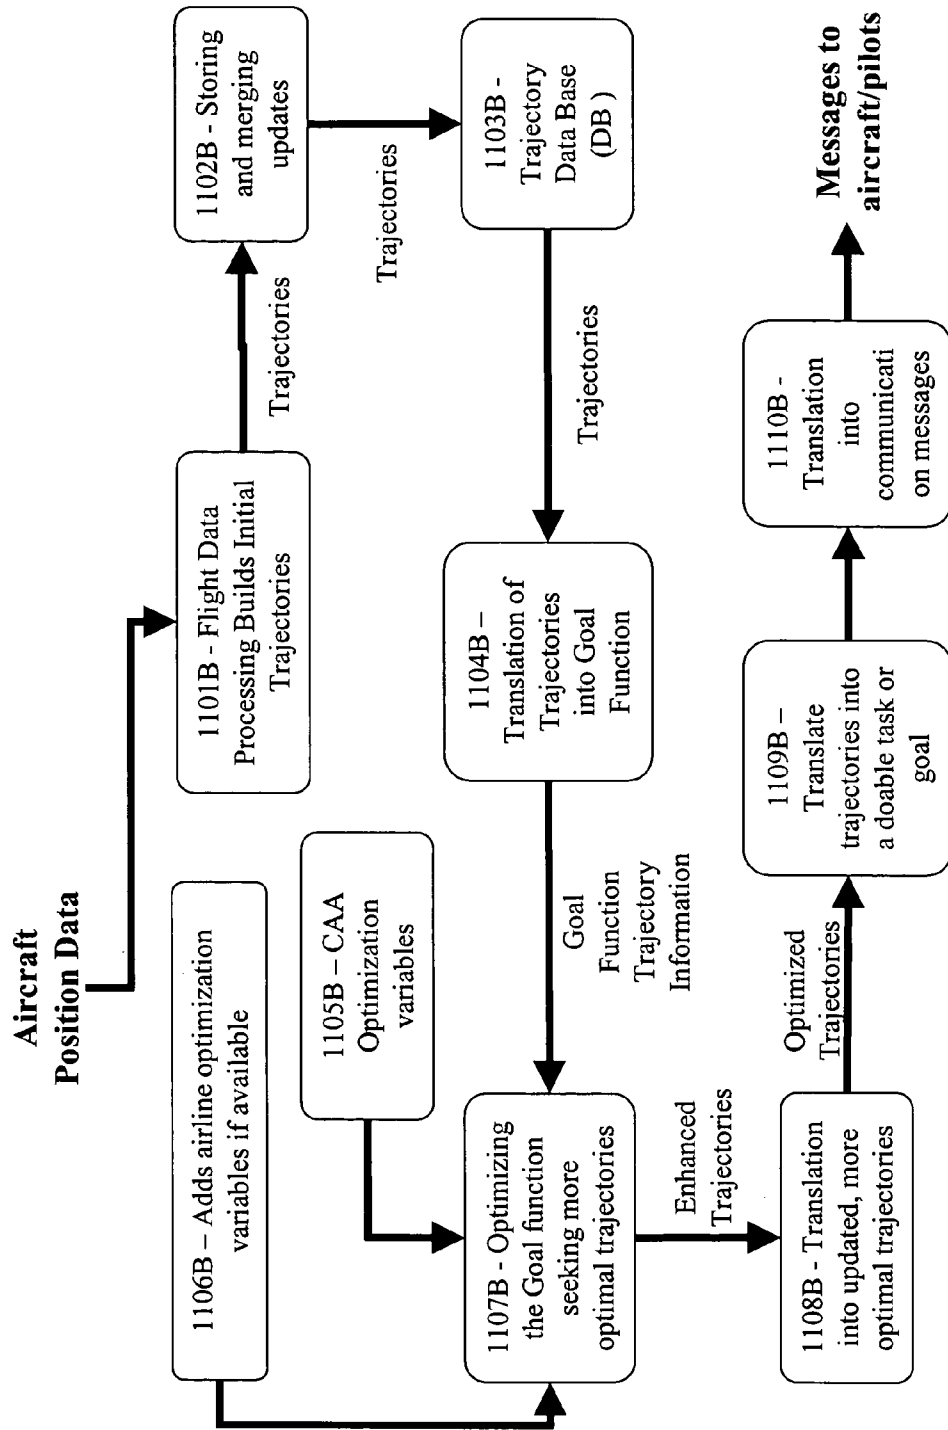 Aircraft
Position Data
1106B – Adds airline optimization
variables if available
1101B - Flight Data
Processing Builds Initial
Trajectories
Trajectories
1102B - Storing
and merging
updates
1105B – CAA
Optimization
variables
Trajectories
1107B - Optimizing
the Goal function
seeking more
optimal trajectories
Goal
Function
Trajectory
Information
1104B –
Translation of
Trajectories
into Goal
Function
Trajectories
1103B -
Trajectory
Data Base
(DB )
Enhanced
Trajectories
1108B - Translation
into updated, more
optimal trajectories
Optimized
Trajectories
1109B –
Translate
trajectories into
a doable task or
goal
1110B -
Translation
into
communicati
on messages
Messages to
aircraft/pilots